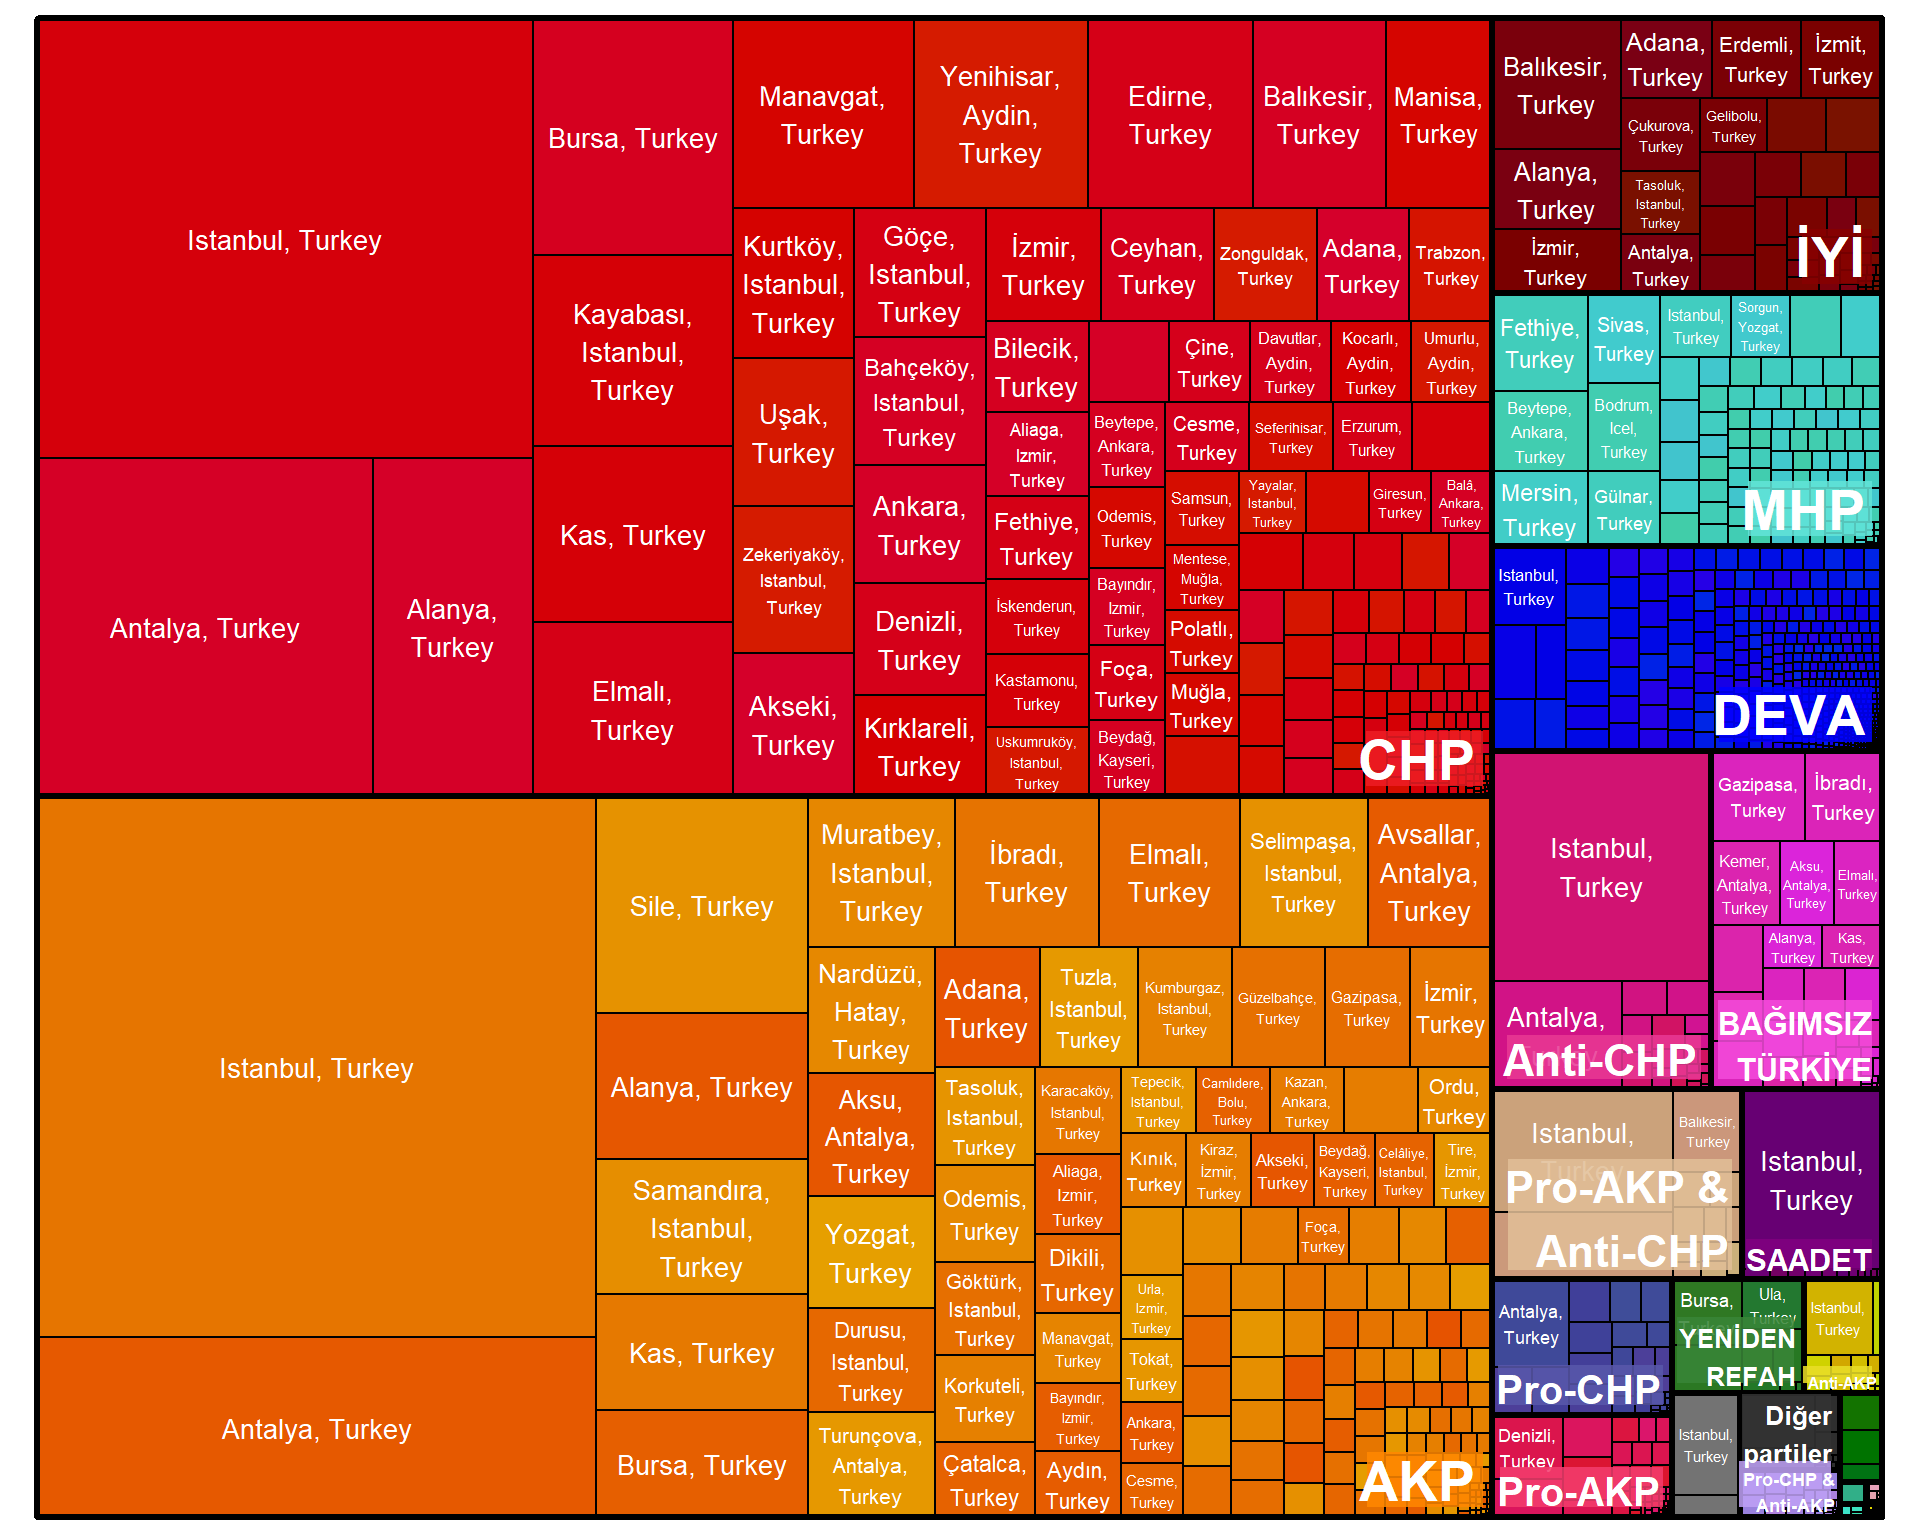 Istanbul, Turkey
Antalya, Turkey
Alanya,
Turkey
Bursa, Turkey
Kayabası,
Istanbul,
Turkey
Kas, Turkey
Elmalı,
Turkey
Manavgat,
Turkey
Yenihisar,
Aydin,
Turkey
Edirne,
Turkey
Balıkesir,
Turkey
Manisa,
Turkey
Kurtköy,
Istanbul,
Turkey
Uşak,
Turkey
Zekeriyaköy,
Istanbul,
Turkey
Akseki,
Turkey
Göçe,
Istanbul,
Turkey
Bahçeköy,
Istanbul,
Turkey
Ankara,
Turkey
Denizli,
Turkey
Kırklareli,
Turkey
İzmir,
Turkey
Ceyhan,
Turkey
Zonguldak,
Turkey
Adana,
Turkey
Trabzon,
Turkey
Bilecik,
Turkey
Aliaga,
Izmir,
Turkey
Fethiye,
Turkey
İskenderun,
Turkey
Kastamonu,
Turkey
Uskumruköy,
Istanbul,
Turkey
Çine,
Turkey
Davutlar,
Aydin,
Turkey
Kocarlı,
Aydin,
Turkey
Umurlu,
Aydin,
Turkey
Beytepe,
Ankara,
Turkey
Odemis,
Turkey
Bayındır,
Izmir,
Turkey
Foça,
Turkey
Beydağ,
Kayseri,
Turkey
Cesme,
Turkey
Seferihisar,
Turkey
Erzurum,
Turkey
Samsun,
Turkey
Mentese,
Muğla,
Turkey
Polatlı,
Turkey
Muğla,
Turkey
Yayalar,
Istanbul,
Turkey
Giresun,
Turkey
Balâ,
Ankara,
Turkey
CHP
Istanbul, Turkey
Antalya, Turkey
Sile, Turkey
Alanya, Turkey
Samandıra,
Istanbul,
Turkey
Kas, Turkey
Bursa, Turkey
Muratbey,
Istanbul,
Turkey
İbradı,
Turkey
Elmalı,
Turkey
Selimpaşa,
Istanbul,
Turkey
Avsallar,
Antalya,
Turkey
Nardüzü,
Hatay,
Turkey
Aksu,
Antalya,
Turkey
Yozgat,
Turkey
Durusu,
Istanbul,
Turkey
Turunçova,
Antalya,
Turkey
Adana,
Turkey
Tuzla,
Istanbul,
Turkey
Kumburgaz,
Istanbul,
Turkey
Güzelbahçe,
Turkey
Gazipasa,
Turkey
İzmir,
Turkey
Tasoluk,
Istanbul,
Turkey
Odemis,
Turkey
Göktürk,
Istanbul,
Turkey
Korkuteli,
Turkey
Çatalca,
Turkey
Karacaköy,
Istanbul,
Turkey
Aliaga,
Izmir,
Turkey
Dikili,
Turkey
Manavgat,
Turkey
Bayındır,
Izmir,
Turkey
Aydın,
Turkey
Tepecik,
Istanbul,
Turkey
Camlıdere,
Bolu,
Turkey
Kazan,
Ankara,
Turkey
Ordu,
Turkey
Kınık,
Turkey
Kiraz,
İzmir,
Turkey
Akseki,
Turkey
Beydağ,
Kayseri,
Turkey
Celâliye,
Istanbul,
Turkey
Tire,
İzmir,
Turkey
Foça,
Turkey
Urla,
Izmir,
Turkey
Tokat,
Turkey
Ankara,
Turkey
Cesme,
Turkey
AKP
Balıkesir,
Turkey
Alanya,
Turkey
İzmir,
Turkey
Adana,
Turkey
Erdemli,
Turkey
İzmit,
Turkey
Çukurova,
Turkey
Gelibolu,
Turkey
Tasoluk,
Istanbul,
Turkey
Antalya,
Turkey
İYİ
Fethiye,
Turkey
Beytepe,
Ankara,
Turkey
Mersin,
Turkey
Sivas,
Turkey
Bodrum,
Icel,
Turkey
Gülnar,
Turkey
Istanbul,
Turkey
Sorgun,
Yozgat,
Turkey
MHP
Istanbul,
Turkey
DEVA
Istanbul,
Turkey
Antalya,
Anti-CHP
Gazipasa,
Turkey
İbradı,
Turkey
Kemer,
Antalya,
Turkey
Aksu,
Antalya,
Turkey
Elmalı,
Turkey
Alanya,
Turkey
Kas,
Turkey
BAĞIMSIZ
TÜRKİYE
Istanbul,
Turkey
Balıkesir,
Turkey
Pro-AKP &
Anti-CHP
Istanbul,
Turkey
SAADET
Antalya,
Turkey
Pro-CHP
Bursa,
Ula,
Turkey
YENİDEN
REFAH
Istanbul,
Turkey
Anti-AKP
Denizli,
Turkey
Pro-AKP
Istanbul,
Turkey
Diğer
partiler
Pro-CHP &
Anti-AKP